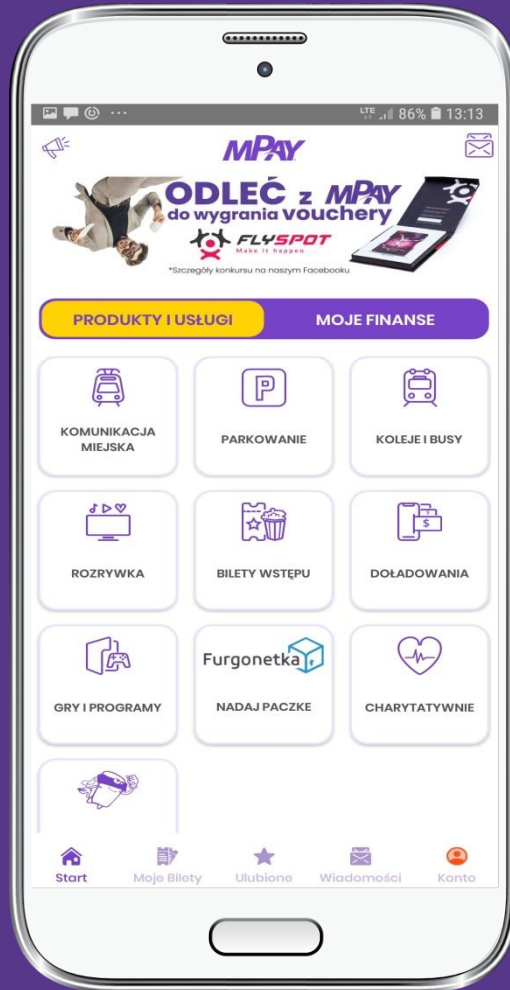 LTE 86% 13:13
mPAY
ODLEĆ z mPAY
do wygrania vouchery
FLYSPOT
Make it happen
*Szczegóły konkursu na naszym Facebooku
PRODUKTY I USŁUGI MOJE FINANSE
KOMUNIKACJA
MIEJSKA
PARKOWANIE
KOLEJE I BUSY
ROZRYWKA
BILETY WSTĘPU
DOŁADOWANIA
GRY I PROGRAMY
Furgonetka
NADAJ PACZKE
CHARYTATYWNIE
Start Moje Bilety Ulubione Wiadomości Konto